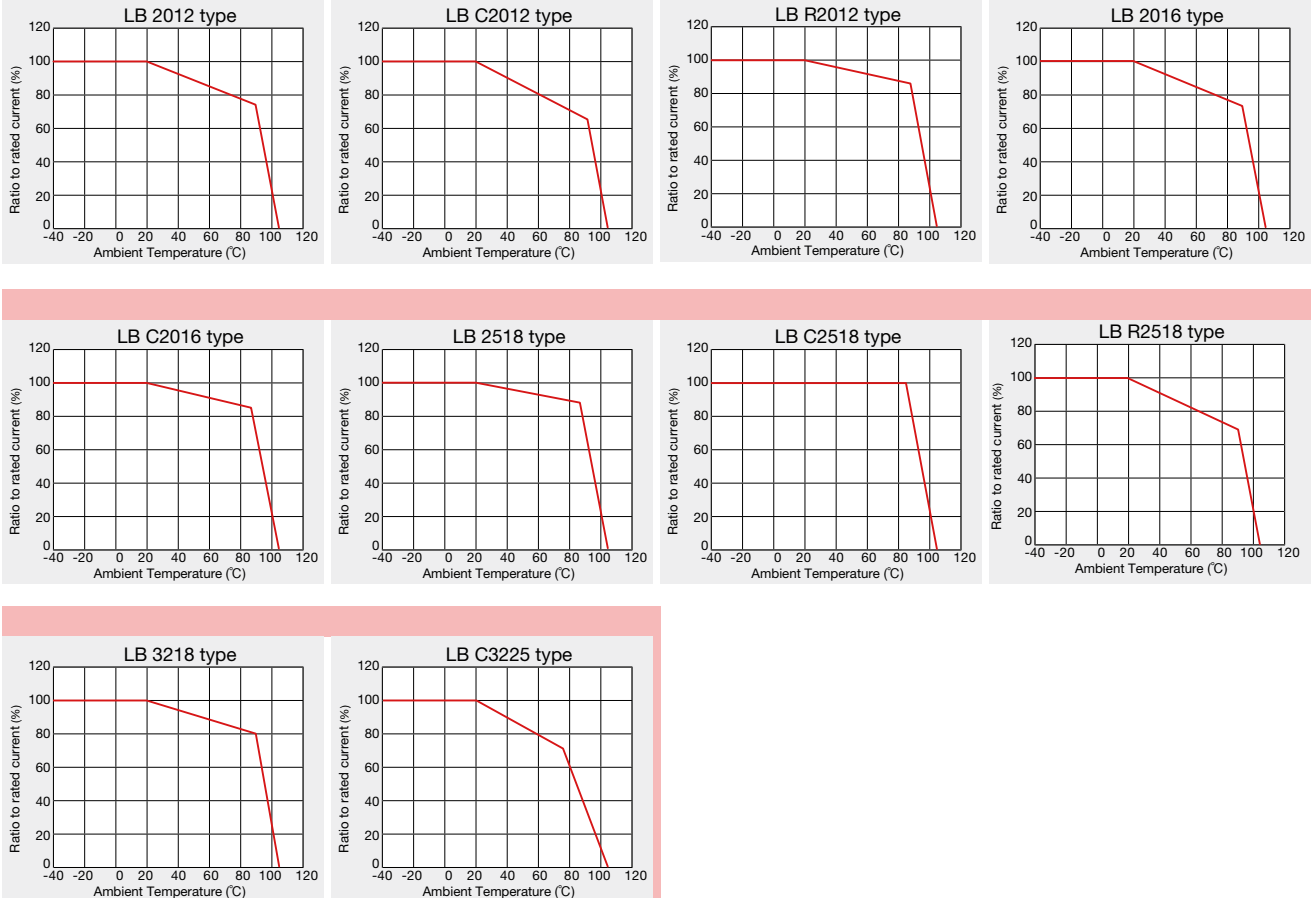 LB 2012 type
Ratio to rated current (%)
120
100
80
60
40
20
0
-40 -20 0 20 40 60 80 100 120
Ambient Temperature (℃)
LB C2012 type
Ratio to rated current (%)
120
100
80
60
40
20
0
-40 -20 0 20 40 60 80 100 120
Ambient Temperature (℃)
LB R2012 type
Ratio to rated current (%)
120
100
80
60
40
20
0
-40 -20 0 20 40 60 80 100 120
Ambient Temperature (℃)
LB 2016 type
Ratio to rated current (%)
120
100
80
60
40
20
0
-40 -20 0 20 40 60 80 100 120
Ambient Temperature (℃)
LB C2016 type
Ratio to rated current (%)
120
100
80
60
40
20
0
-40 -20 0 20 40 60 80 100 120
Ambient Temperature (℃)
LB 2518 type
Ratio to rated current (%)
120
100
80
60
40
20
0
-40 -20 0 20 40 60 80 100 120
Ambient Temperature (℃)
LB C2518 type
Ratio to rated current (%)
120
100
80
60
40
20
0
-40 -20 0 20 40 60 80 100 120
Ambient Temperature (℃)
LB R2518 type
Ratio to rated current (%)
120
100
80
60
40
20
0
-40 -20 0 20 40 60 80 100 120
Ambient Temperature (℃)
LB 3218 type
Ratio to rated current (%)
120
100
80
60
40
20
0
-40 -20 0 20 40 60 80 100 120
Ambient Temperature (℃)
LB C3225 type
Ratio to rated current (%)
120
100
80
60
40
20
0
-40 -20 0 20 40 60 80 100 120
Ambient Temperature (℃)